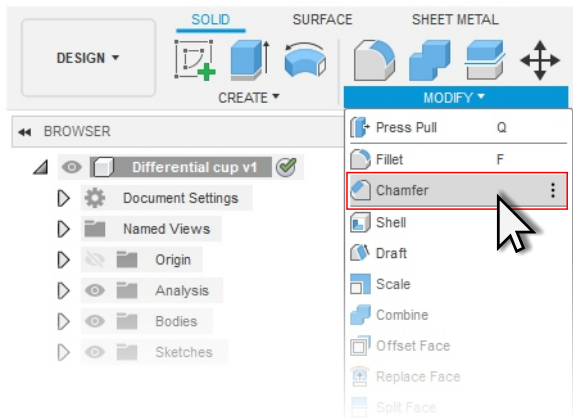 SOLID SURFACE SHEET METAL
DESIGN
CREATE MODIFY
BROWSER
Differential cup v1
Document Settings
Named Views
Origin
Analysis
Bodies
Sketches
Press Pull Q
Fillet F
Chamfer
Shell
Draft
Scale
Combine
Offset Face
Replace Face
Split Face